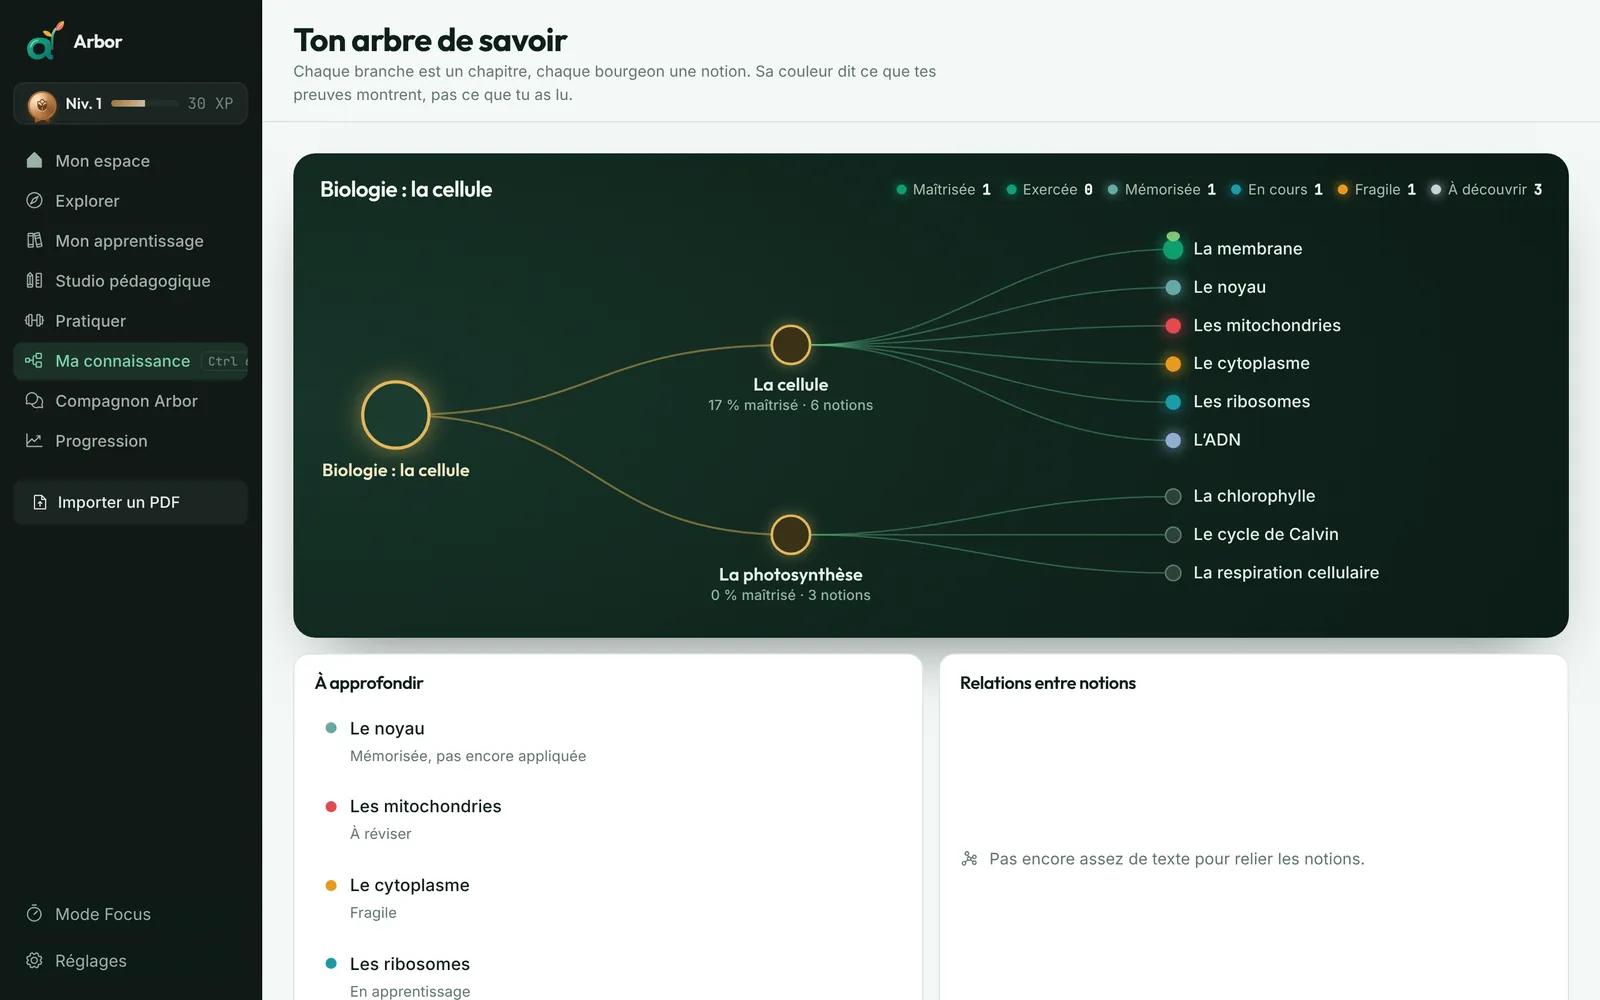 Arbor
Niv. 1 30 XP
Mon espace
Explorer
Mon apprentissage
Studio pédagogique
Pratiquer
Ma connaissance Ctrl
Compagnon Arbor
Progression
Importer un PDF
Mode Focus
Réglages
Ton arbre de savoir
Chaque branche est un chapitre, chaque bourgeon une notion. Sa couleur dit ce que tes
preuves montrent, pas ce que tu as lu.
Biologie : la cellule
Maîtrisée 1 Exercée 0 Mémorisée 1 En cours 1 Fragile 1 À découvrir 3
Biologie : la cellule
La cellule
17 % maîtrisé · 6 notions
La photosynthèse
0 % maîtrisé · 3 notions
La membrane
Le noyau
Les mitochondries
Le cytoplasme
Les ribosomes
L’ADN
La chlorophylle
Le cycle de Calvin
La respiration cellulaire
À approfondir
Le noyau
Mémorisée, pas encore appliquée
Les mitochondries
À réviser
Le cytoplasme
Fragile
Les ribosomes
En apprentissage
Relations entre notions
Pas encore assez de texte pour relier les notions.